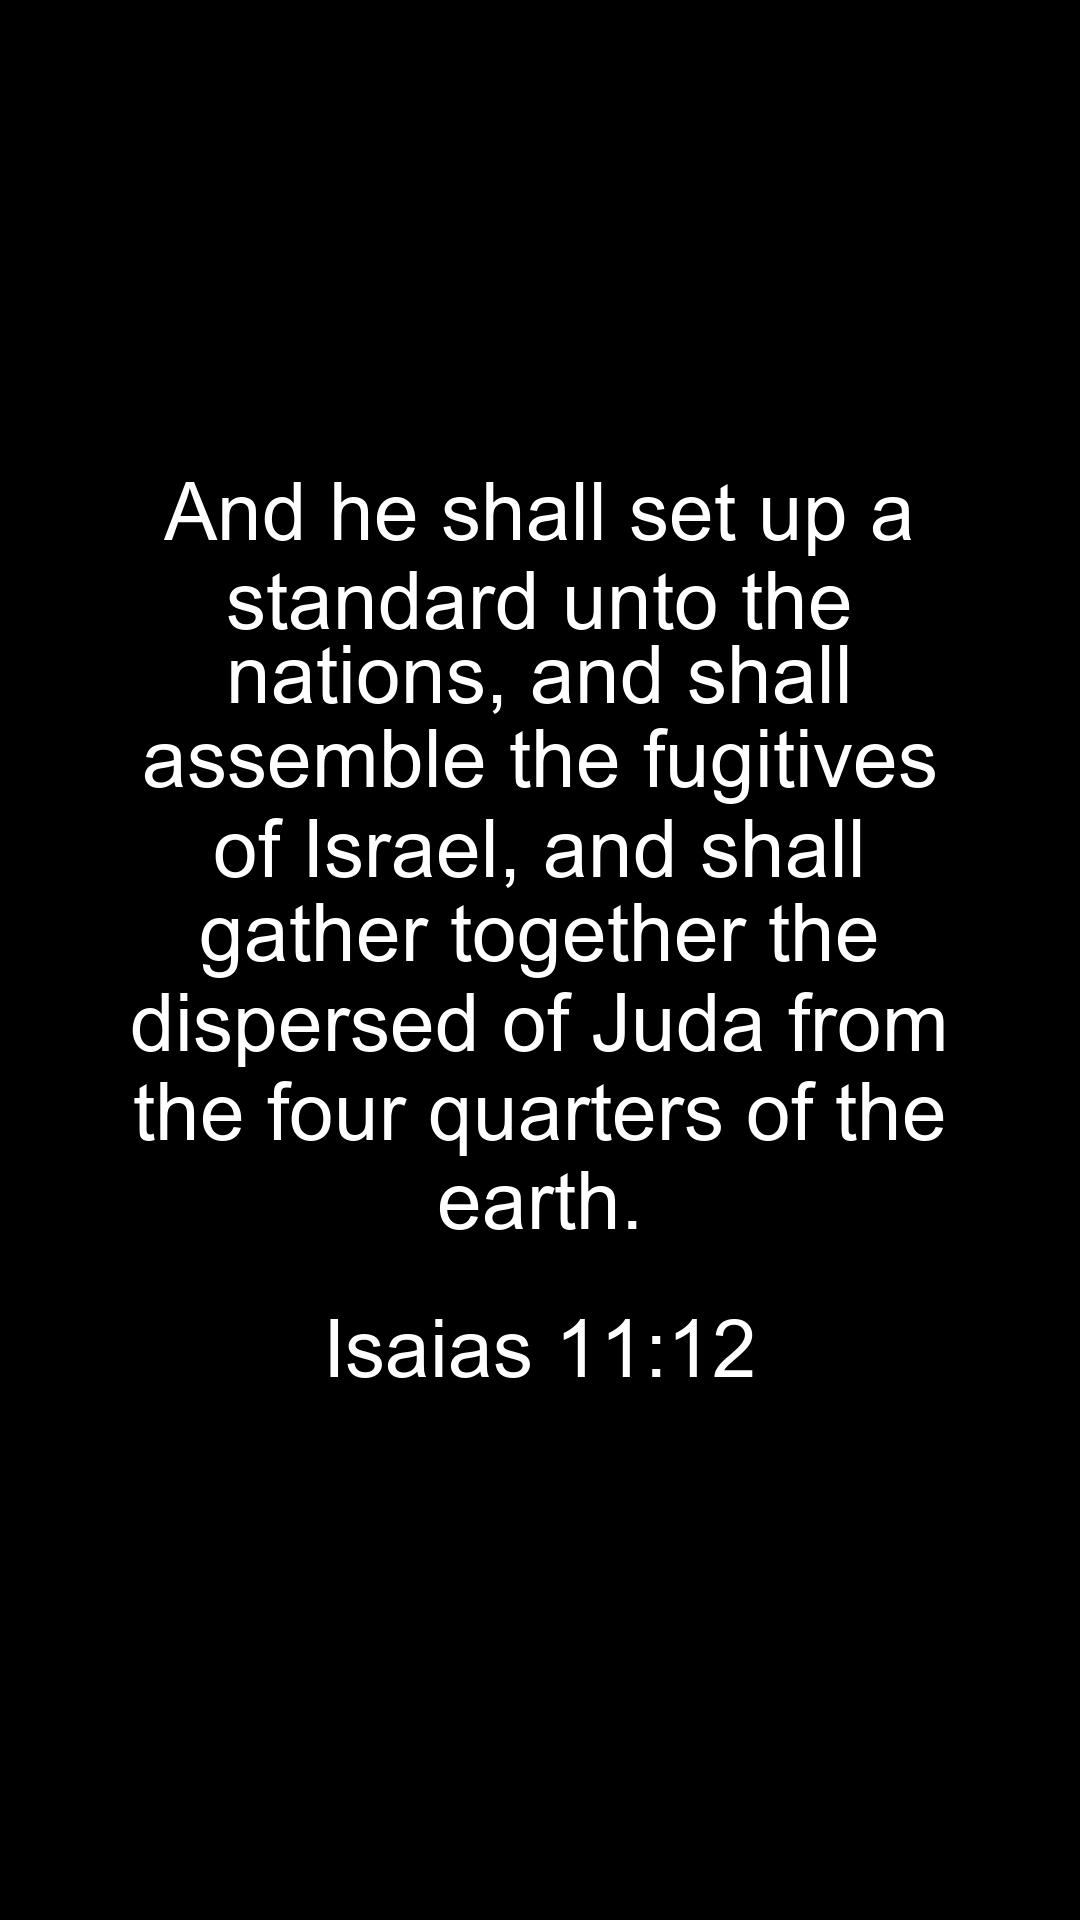 And he shall set up a
standard unto the
nations, and shall
assemble the fugitives
of Israel, and shall
gather together the
dispersed of Juda from
the four quarters of the
earth.
Isaias 11:12